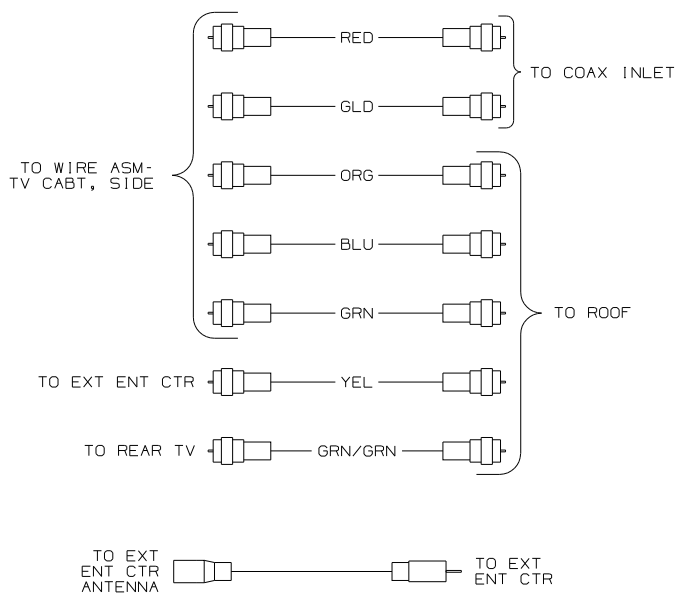 RED
TO COAX INLET
GLD
TO WIRE ASM-
TV CABT, SIDE
ORG
BLU
GRN
TO ROOF
TO EXT ENT CTR
YEL
TO REAR TV
GRN/GRN
TO EXT
ENT CTR
ANTENNA
TO EXT
ENT CTR